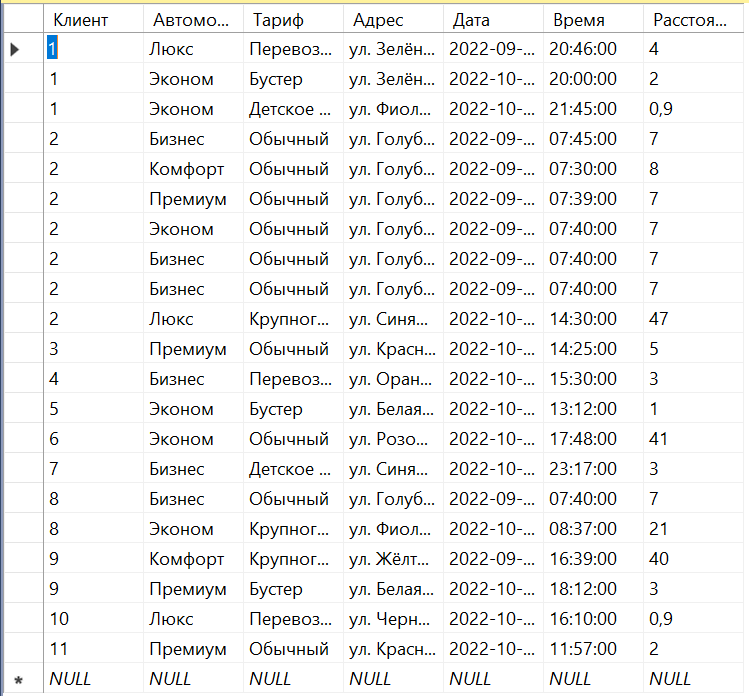 Клиент Автомо... Тариф Адрес Дата Время Расстоя...
1 Люкс Перевоз... ул. Зелён... 2022-09-... 20:46:00 4
1 Эконом Бустер ул. Зелён... 2022-10-... 20:00:00 2
1 Эконом Детское ... ул. Фиол... 2022-10-... 21:45:00 0,9
2 Бизнес Обычный ул. Голуб... 2022-09-... 07:45:00 7
2 Комфорт Обычный ул. Голуб... 2022-09-... 07:30:00 8
2 Премиум Обычный ул. Голуб... 2022-09-... 07:39:00 7
2 Эконом Обычный ул. Голуб... 2022-09-... 07:40:00 7
2 Бизнес Обычный ул. Голуб... 2022-09-... 07:40:00 7
2 Бизнес Обычный ул. Голуб... 2022-09-... 07:40:00 7
2 Люкс Крупног... ул. Синя... 2022-10-... 14:30:00 47
3 Премиум Обычный ул. Красн... 2022-10-... 14:25:00 5
4 Бизнес Перевоз... ул. Оран... 2022-10-... 15:30:00 3
5 Эконом Бустер ул. Белая... 2022-10-... 13:12:00 1
6 Эконом Обычный ул. Розо... 2022-10-... 17:48:00 41
7 Бизнес Детское ... ул. Синя... 2022-10-... 23:17:00 3
8 Бизнес Обычный ул. Голуб... 2022-09-... 07:40:00 7
8 Эконом Крупног... ул. Фиол... 2022-10-... 08:37:00 21
9 Комфорт Крупног... ул. Жёлт... 2022-09-... 16:39:00 40
9 Премиум Бустер ул. Белая... 2022-10-... 18:12:00 3
10 Люкс Перевоз... ул. Черн... 2022-10-... 16:10:00 0,9
11 Премиум Обычный ул. Красн... 2022-10-... 11:57:00 2
NULL NULL NULL NULL NULL NULL NULL